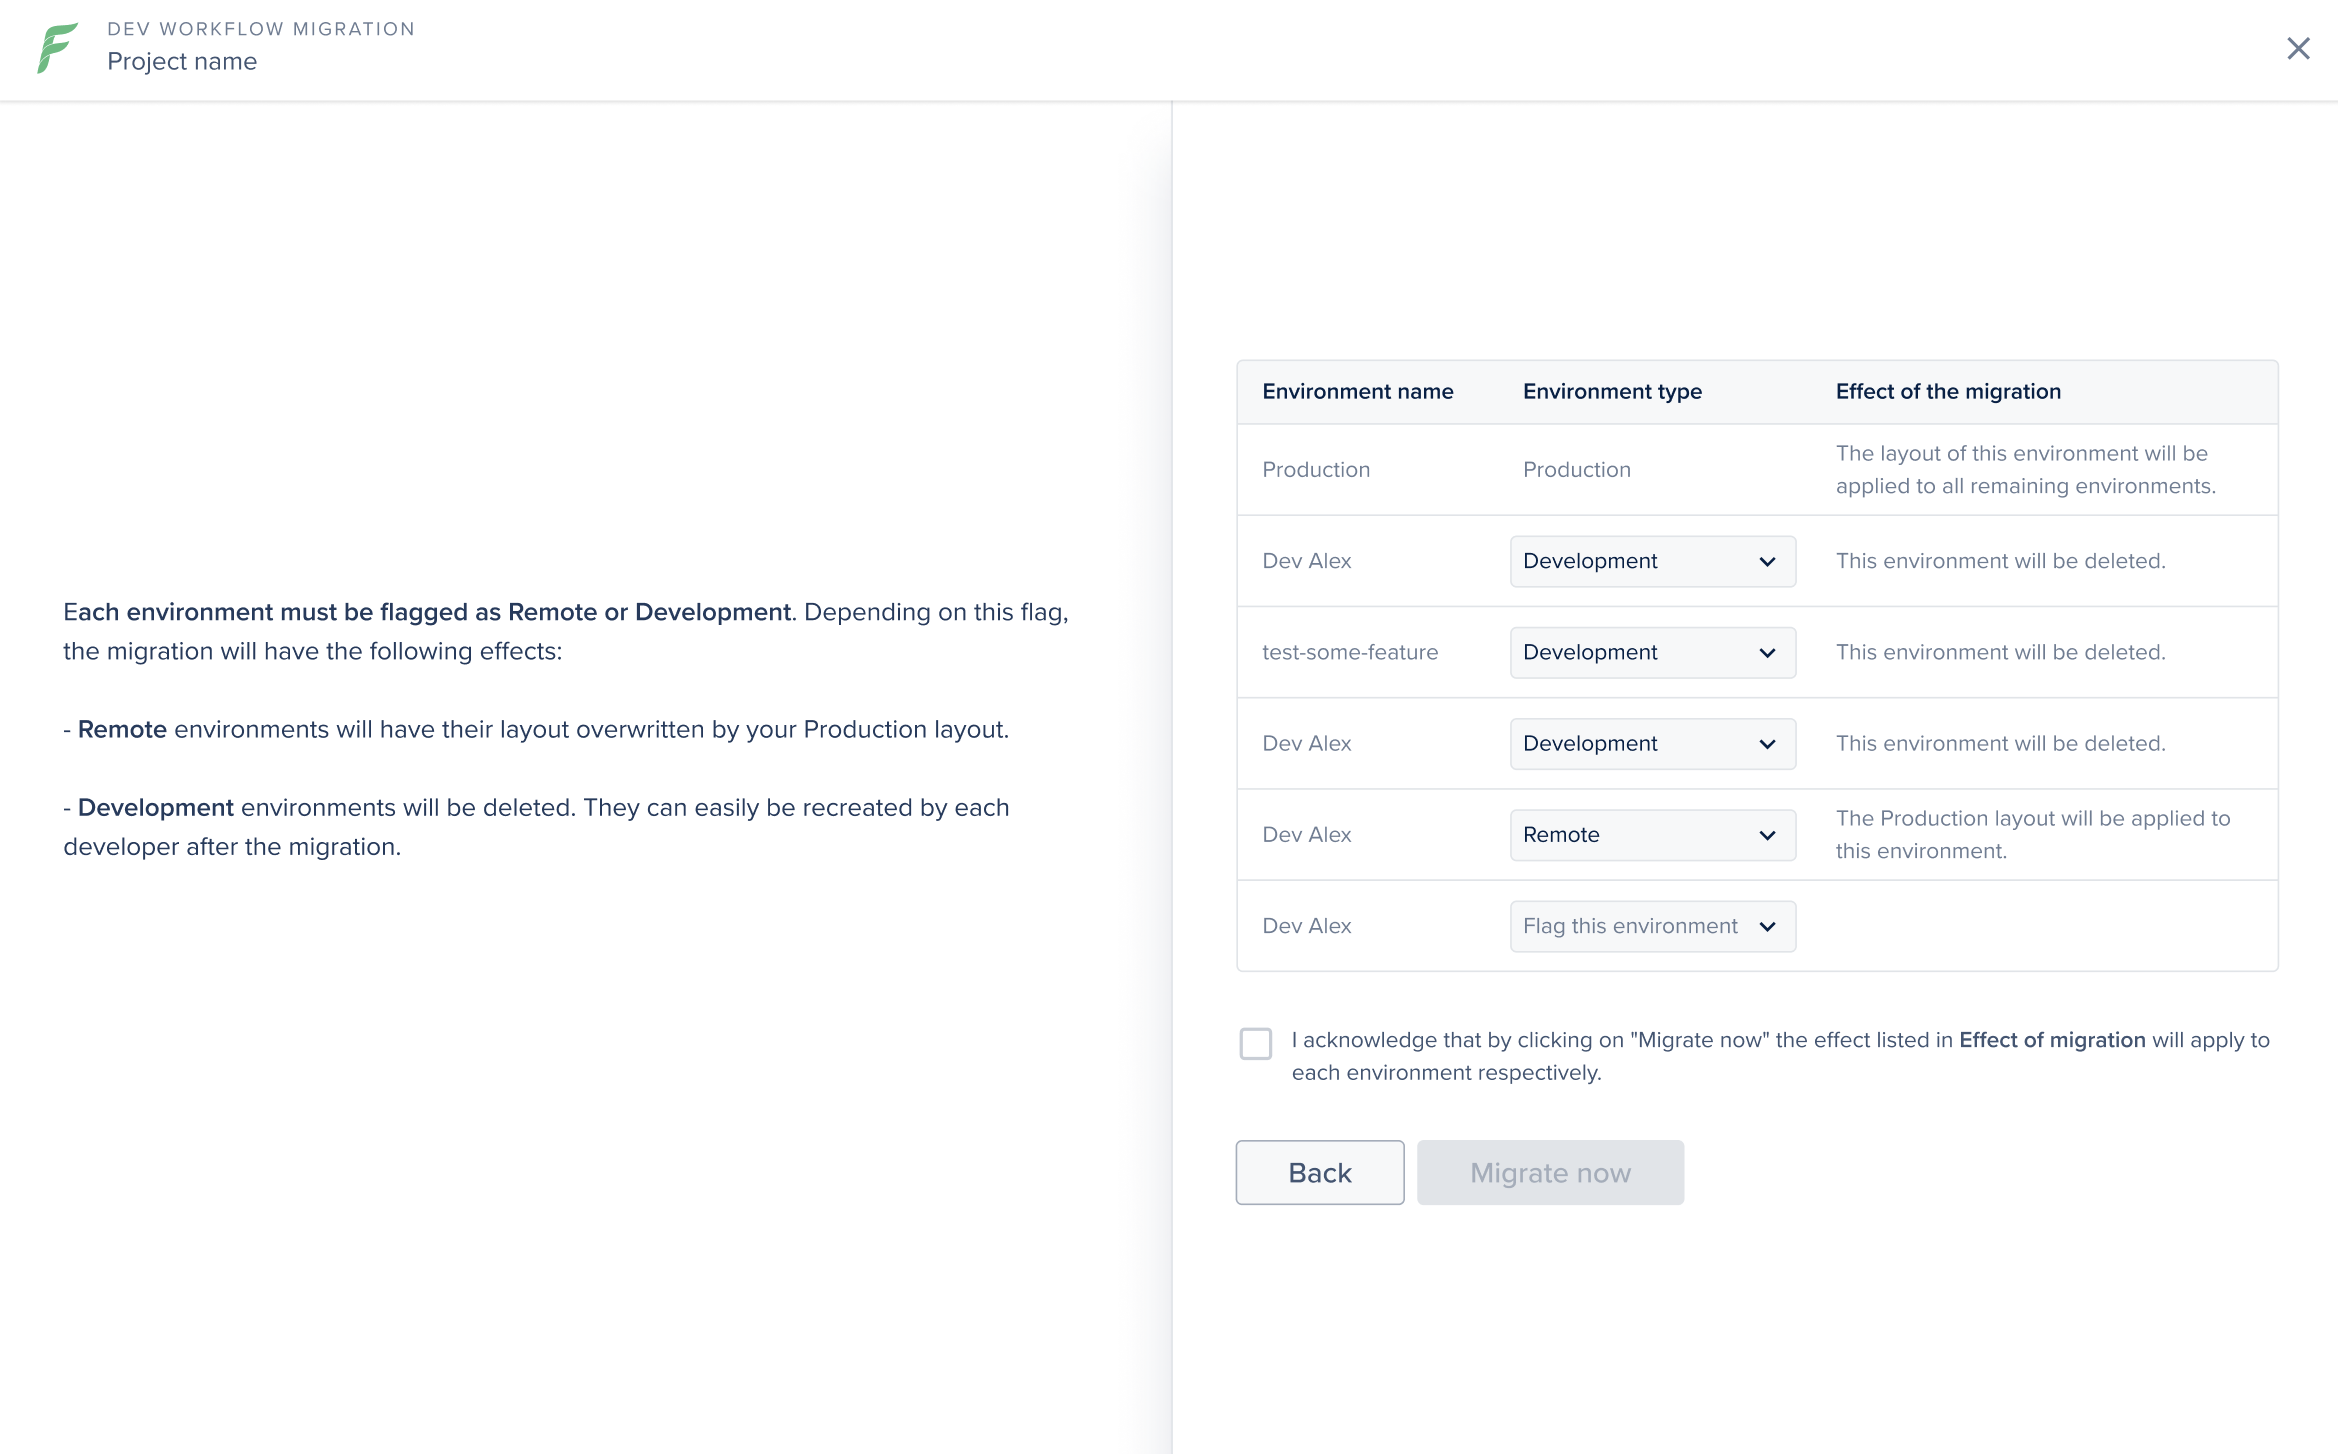 DEV WORKFLOW MIGRATION
Project name
Each environment must be flagged as Remote or Development. Depending on this flag,
the migration will have the following effects:
- Remote environments will have their layout overwritten by your Production layout.
- Development environments will be deleted. They can easily be recreated by each
developer after the migration.
Environment name Environment type Effect of the migration
Production Production The layout of this environment will be
applied to all remaining environments.
Dev Alex Development This environment will be deleted.
test-some-feature Development This environment will be deleted.
Dev Alex Development This environment will be deleted.
Dev Alex Remote The Production layout will be applied to
this environment.
Dev Alex Flag this environment
I acknowledge that by clicking on "Migrate now" the effect listed in Effect of migration will apply to
each environment respectively.
Back Migrate now